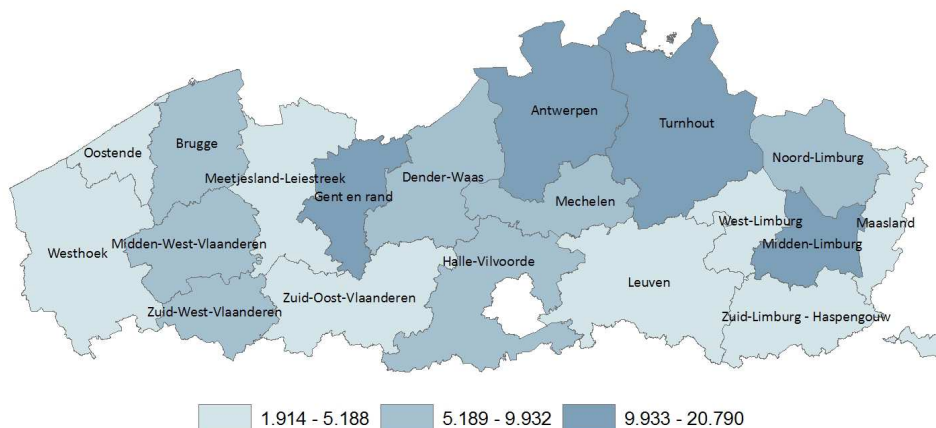 Antwerpen
Turnhout
Brugge
Oostende
Noord-Limburg
Meetjesland-Leiestreek
Dender-Waas
Gent en rand
Mechelen
West-Limburg
Maasland
Midden-West-Vlaanderen
Midden-Limburg
Westhoek
Halle-Vilvoorde
Leuven
Zuid-Oost-Vlaanderen
Zuid-West-Vlaanderen
Zuid-Limburg - Haspengouw
1.914 - 5.188
5.189 - 9.932
9.933 - 20.790